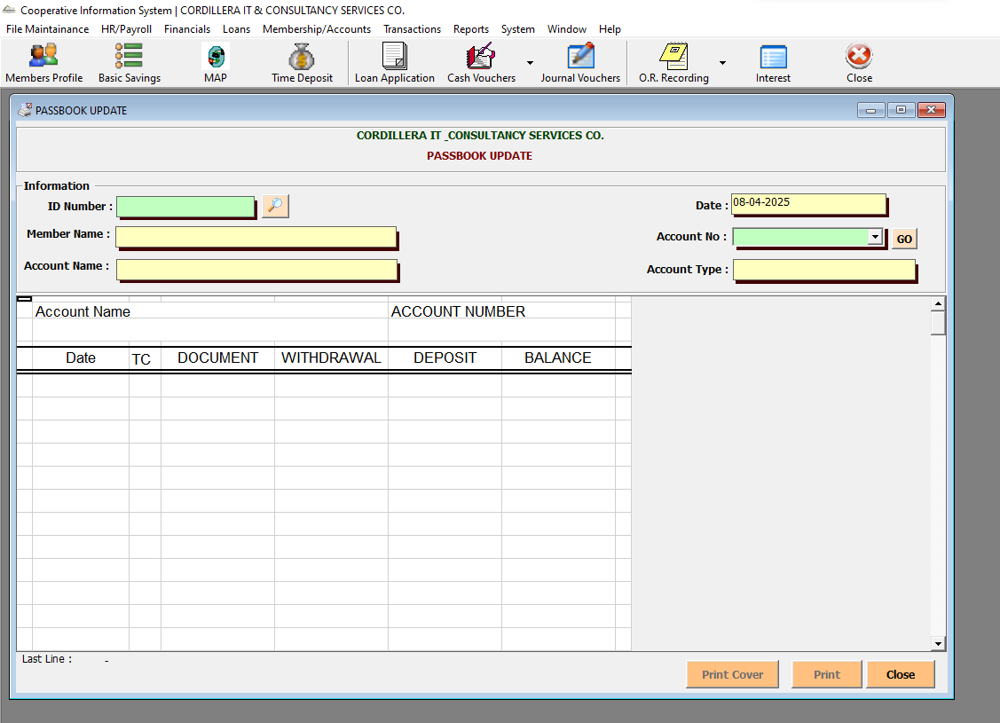 Cooperative Information System | CORDILLERA IT & CONSULTANCY SERVICES CO.
File Maintainance HR/Payroll Financials Loans Membership/Accounts Transactions Reports System Window Help
Members Profile Basic Savings MAP Time Deposit Loan Application Cash Vouchers Journal Vouchers O.R. Recording Interest Close
PASSBOOK UPDATE
CORDILLERA IT _CONSULTANCY SERVICES CO.
PASSBOOK UPDATE
Information
ID Number : Date : 08-04-2025
Member Name : Account No : GO
Account Name : Account Type :
Account Name ACCOUNT NUMBER
Date TC DOCUMENT WITHDRAWAL DEPOSIT BALANCE
Last Line : -
Print Cover Print Close